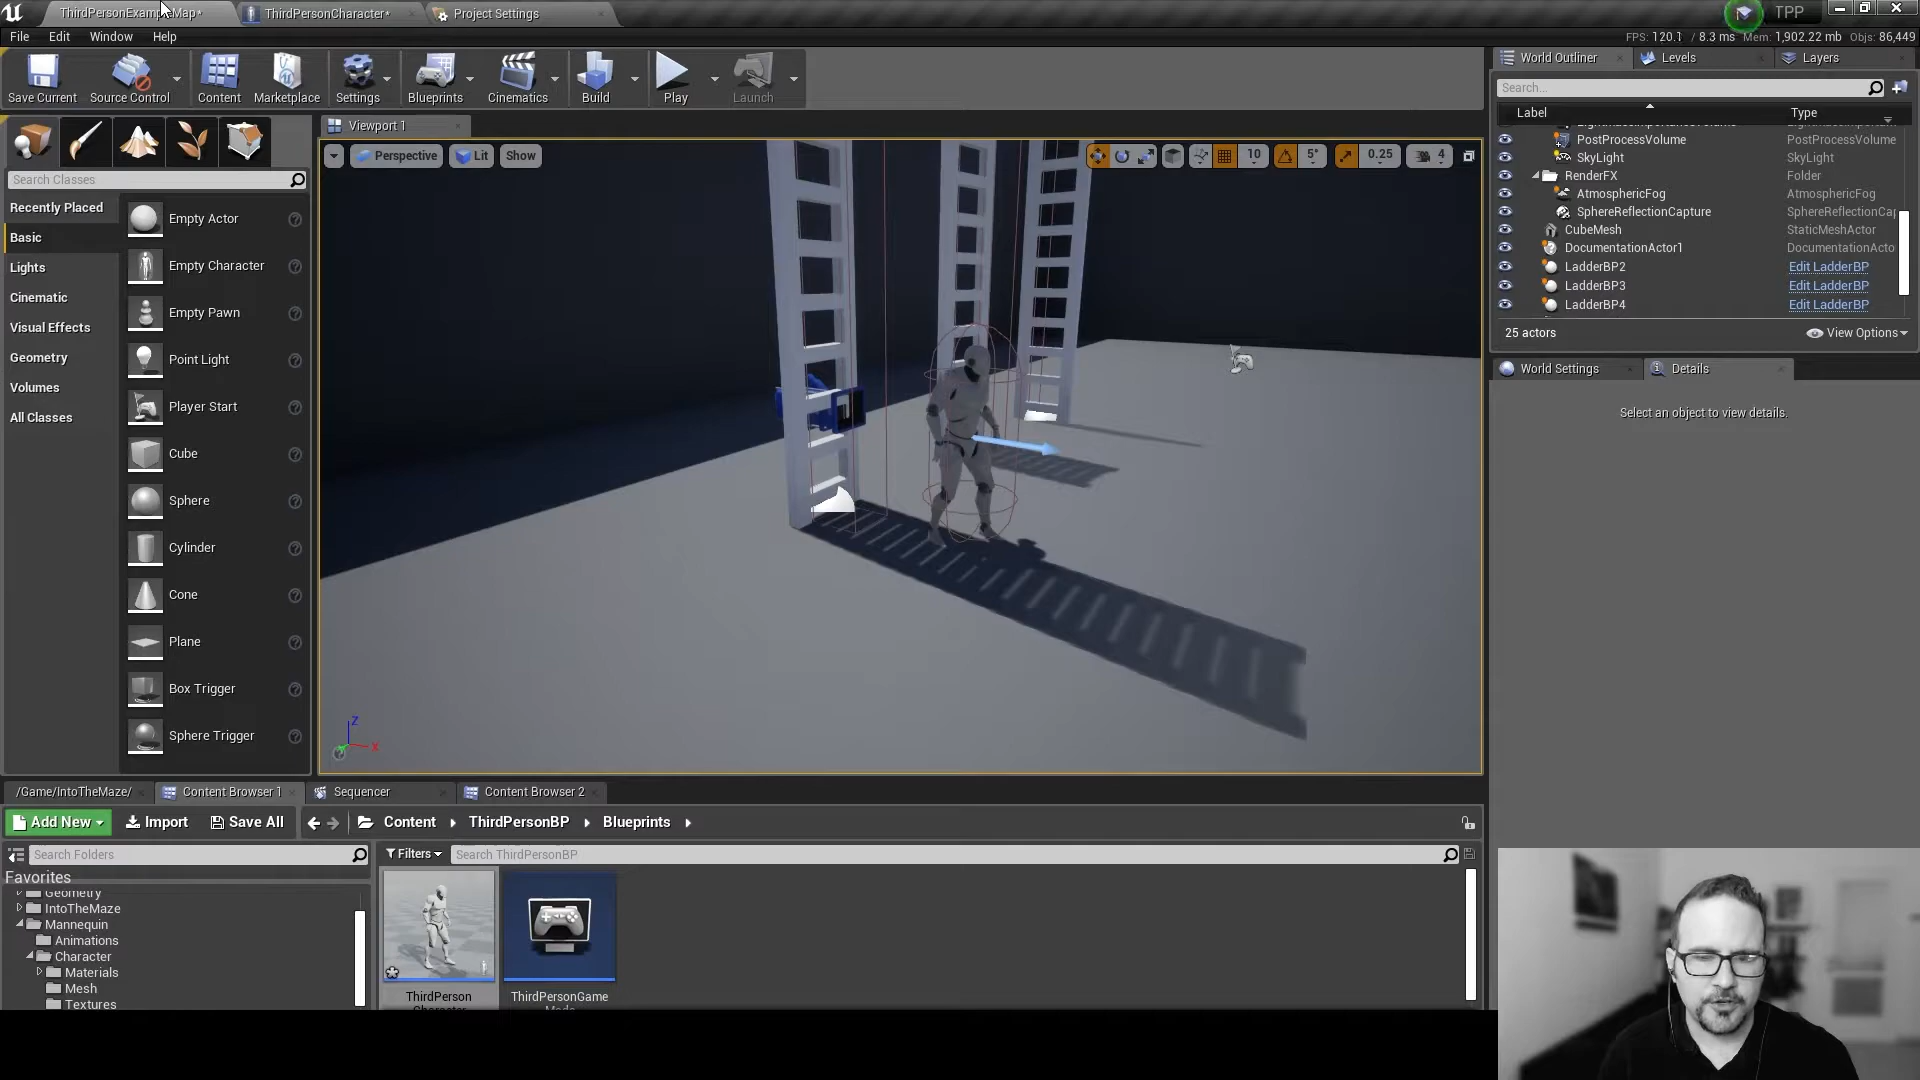 ThirdPersonExampleMap*
ThirdPersonCharacter*
Project Settings
TPP
File Edit Window Help
FPS: 120.1 / 8.3 ms Mem: 1,902.22 mb Objs: 86,449
Save Current
Source Control
Content
Marketplace
Settings
Blueprints
Cinematics
Build
Play
Launch
World Outliner
Levels
Layers
Search...
Label
Type
PostProcessVolume PostProcessVolume
SkyLight SkyLight
RenderFX Folder
AtmosphericFog AtmosphericFog
SphereReflectionCapture SphereReflectionCap
CubeMesh StaticMeshActor
DocumentationActor1 DocumentationActo
LadderBP2 Edit LadderBP
LadderBP3 Edit LadderBP
LadderBP4 Edit LadderBP
25 actors
View Options
World Settings
Details
Select an object to view details.
Search Classes
Recently Placed
Basic
Lights
Cinematic
Visual Effects
Geometry
Volumes
All Classes
Empty Actor
Empty Character
Empty Pawn
Point Light
Player Start
Cube
Sphere
Cylinder
Cone
Plane
Box Trigger
Sphere Trigger
Viewport 1
Perspective
Lit
Show
10
5°
0.25
4
Z
X
/Game/IntoTheMaze/
Content Browser 1
Sequencer
Content Browser 2
Add New
Import
Save All
Content
ThirdPersonBP
Blueprints
Search Folders
Favorites
Geometry
IntoTheMaze
Mannequin
Animations
Character
Materials
Mesh
Textures
Filters
Search ThirdPersonBP
ThirdPerson
Character
ThirdPersonGame
Mode